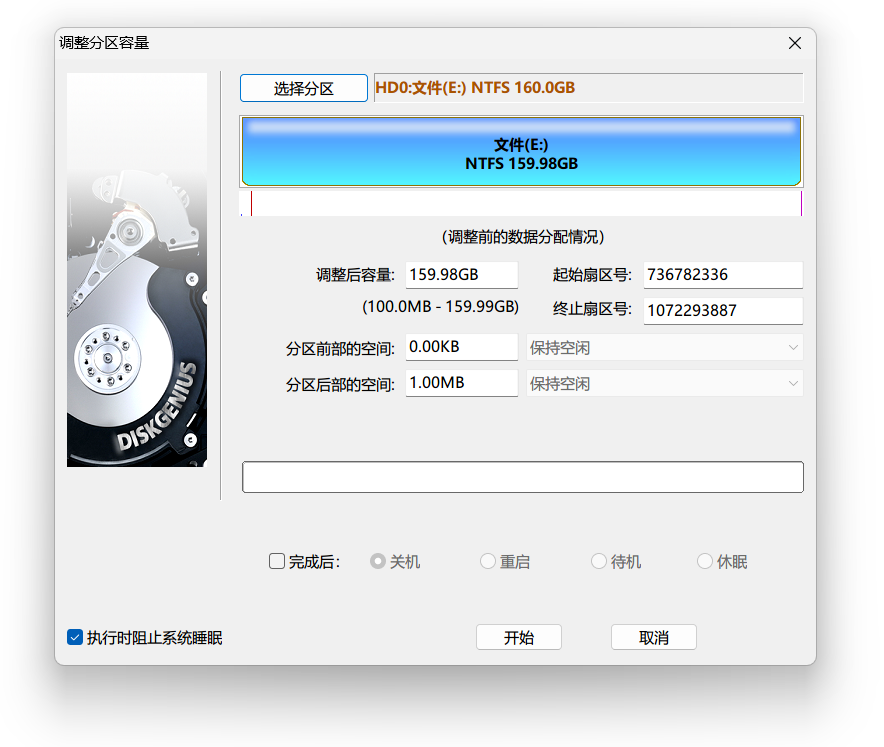 调整分区容量
选择分区
HD0:文件(E:) NTFS 160.0GB
文件(E:)
NTFS 159.98GB
(调整前的数据分配情况)
调整后容量: 159.98GB 起始扇区号: 736782336
(100.0MB - 159.99GB) 终止扇区号: 1072293887
分区前部的空间: 0.00KB 保持空闲
分区后部的空间: 1.00MB 保持空闲
DISKGENIUS
完成后: 关机 重启 待机 休眠
执行时阻止系统睡眠 开始 取消